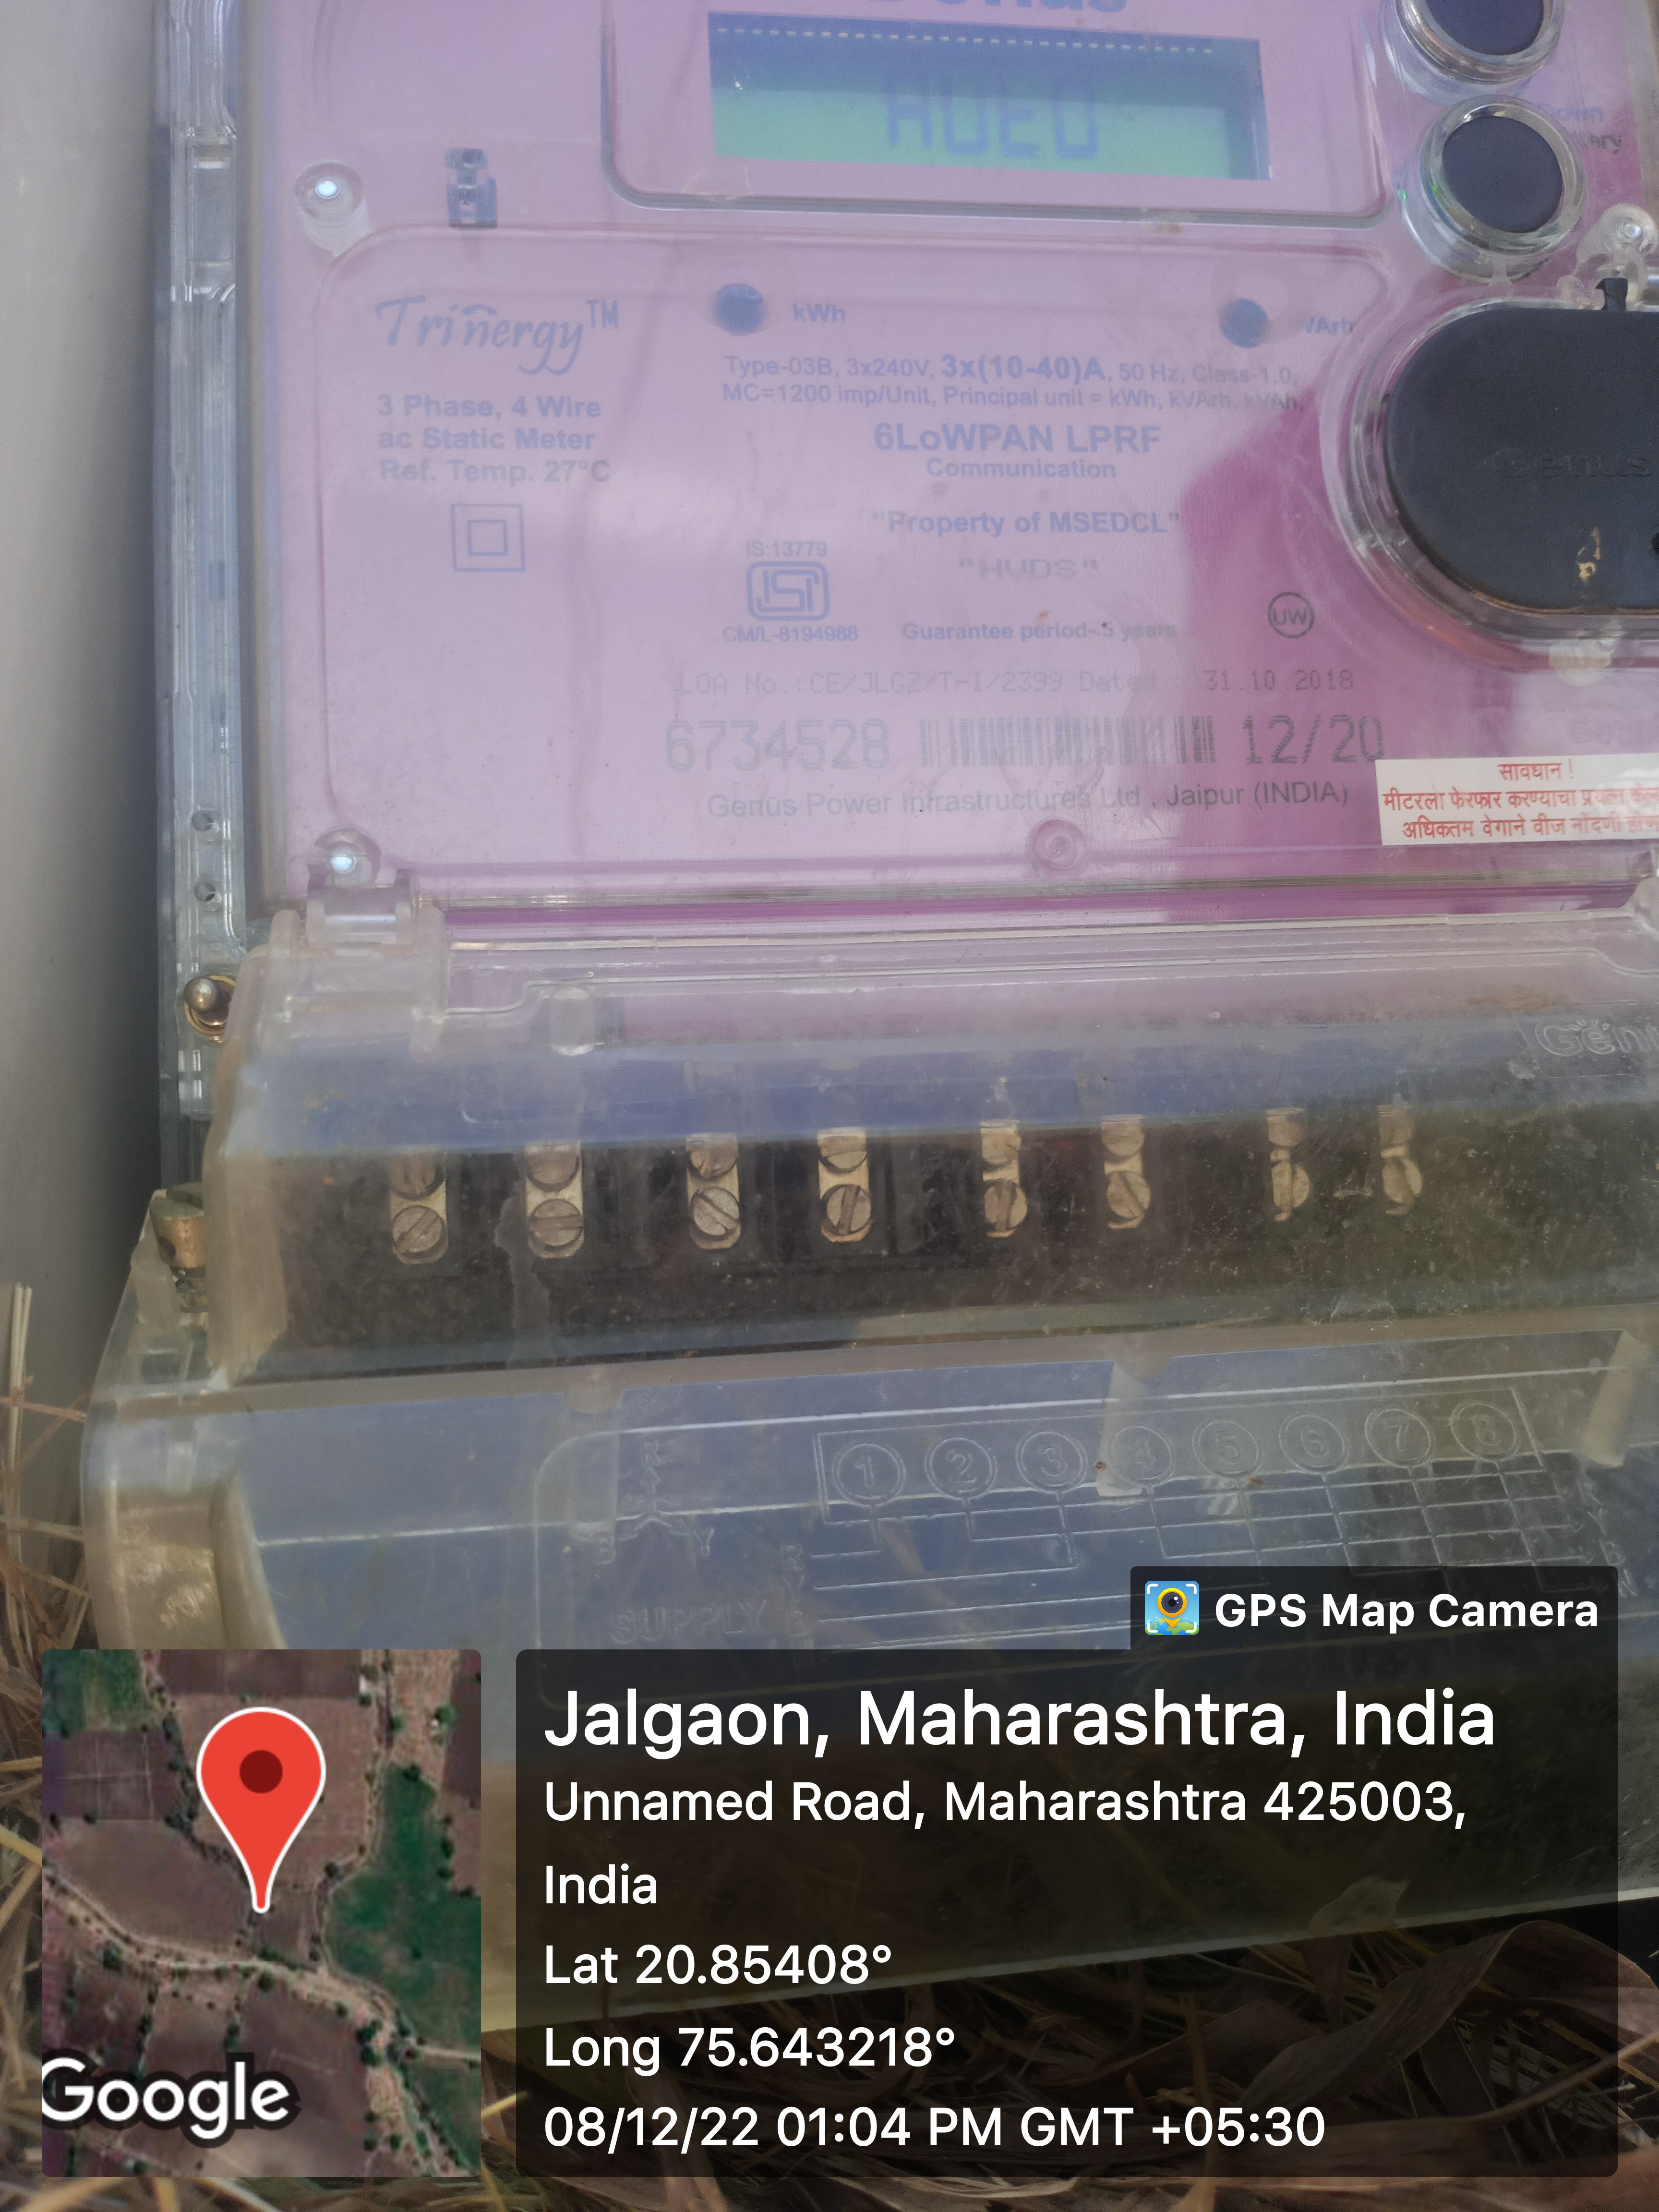 Genus
kWh
Trinergy™
3 Phase, 4 Wire
ac Static Meter
Ref. Temp. 27°C
Type-03B, 3x240V, 3x(10-40)A, 50 Hz, Class-1.0,
MC=1200 imp/Unit, Principal unit = kWh, kVArh, kVAh,
6LoWPAN LPRF
Communication
"Property of MSEDCL"
"HVDS"
IS:13779
ISI
CM/L-8194988
Guarantee period~5 years
UW
LOA No.:CE/JLGZ/T-I/2399 Dated : 31.10.2018
6734528 12/20
Genus Power Infrastructures Ltd., Jaipur (INDIA)
सावधान !
मीटरला फेरफार करण्याचा
अधिकतम वेगाने वीज नोंदणी
1 2 3 4 5 6 7 8
R
B Y
R
SUPPLY
GPS Map Camera
Jalgaon, Maharashtra, India
Unnamed Road, Maharashtra 425003,
India
Lat 20.85408°
Long 75.643218°
08/12/22 01:04 PM GMT +05:30
Google